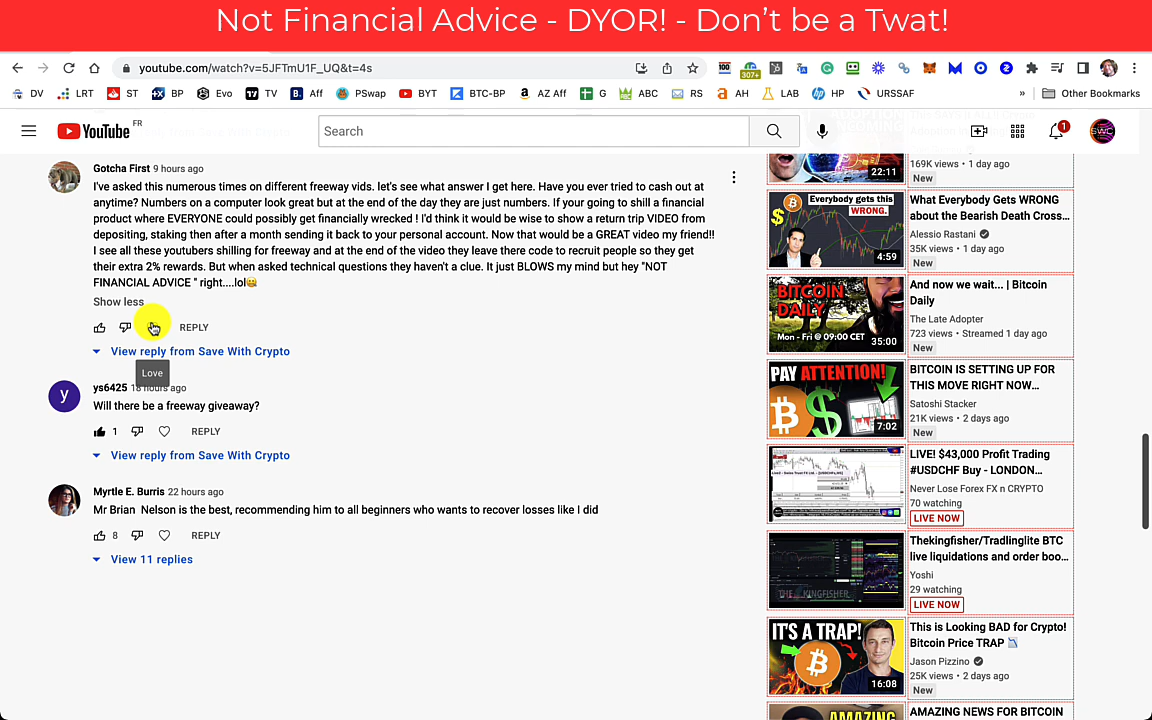 Not Financial Advice - DYOR! - Don't be a Twat!
youtube.com/watch?v=5JFTmU1F_UQ&t=4s
100
307+
DV
LRT
ST
BP
Evo
TV
Aff
PSwap
BYT
BTC-BP
AZ Aff
G
ABC
RS
AH
LAB
HP
URSSAF
»
Other Bookmarks
YouTube FR
Search
1
SWC
Gotcha First 9 hours ago
I've asked this numerous times on different freeway vids. let's see what answer I get here. Have you ever tried to cash out at
anytime? Numbers on a computer look great but at the end of the day they are just numbers. If your going to shill a financial
product where EVERYONE could possibly get financially wrecked ! I'd think it would be wise to show a return trip VIDEO from
depositing, staking then after a month sending it back to your personal account. Now that would be a GREAT video my friend!!
I see all these youtubers shilling for freeway and at the end of the video they leave there code to recruit people so they get
their extra 2% rewards. But when asked technical questions they haven't a clue. It just BLOWS my mind but hey "NOT
FINANCIAL ADVICE " right....lol
Show less
REPLY
View reply from Save With Crypto
Love
y
ys6425 18 hours ago
Will there be a freeway giveaway?
1
REPLY
View reply from Save With Crypto
Myrtle E. Burris 22 hours ago
Mr Brian Nelson is the best, recommending him to all beginners who wants to recover losses like I did
8
REPLY
View 11 replies
22:11
169K views • 1 day ago
New
Everybody gets this
WRONG.
4:59
What Everybody Gets WRONG
about the Bearish Death Cross...
Alessio Rastani
35K views • 1 day ago
New
BITCOIN
DAILY
Mon - Fri @ 09:00 CET
35:00
And now we wait... | Bitcoin
Daily
The Late Adopter
723 views • Streamed 1 day ago
New
PAY ATTENTION!
7:02
BITCOIN IS SETTING UP FOR
THIS MOVE RIGHT NOW...
Satoshi Stacker
21K views • 2 days ago
New
LIVE! $43,000 Profit Trading
#USDCHF Buy - LONDON...
Never Lose Forex FX n CRYPTO
70 watching
LIVE NOW
THE KINGFISHER
Thekingfisher/Tradinglite BTC
live liquidations and order boo...
Yoshi
29 watching
LIVE NOW
IT'S A TRAP!
16:08
This is Looking BAD for Crypto!
Bitcoin Price TRAP
Jason Pizzino
25K views • 2 days ago
New
AMAZING
AMAZING NEWS FOR BITCOIN